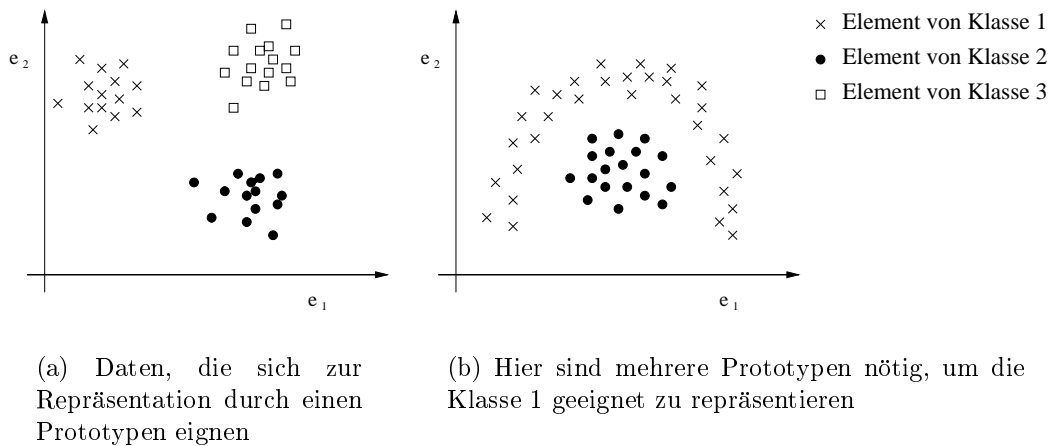 e 2
e 1
e 2
e 1
Element von Klasse 1
Element von Klasse 2
Element von Klasse 3
(a) Daten, die sich zur
Repräsentation durch einen
Prototypen eignen
(b) Hier sind mehrere Prototypen nötig, um die
Klasse 1 geeignet zu repräsentieren